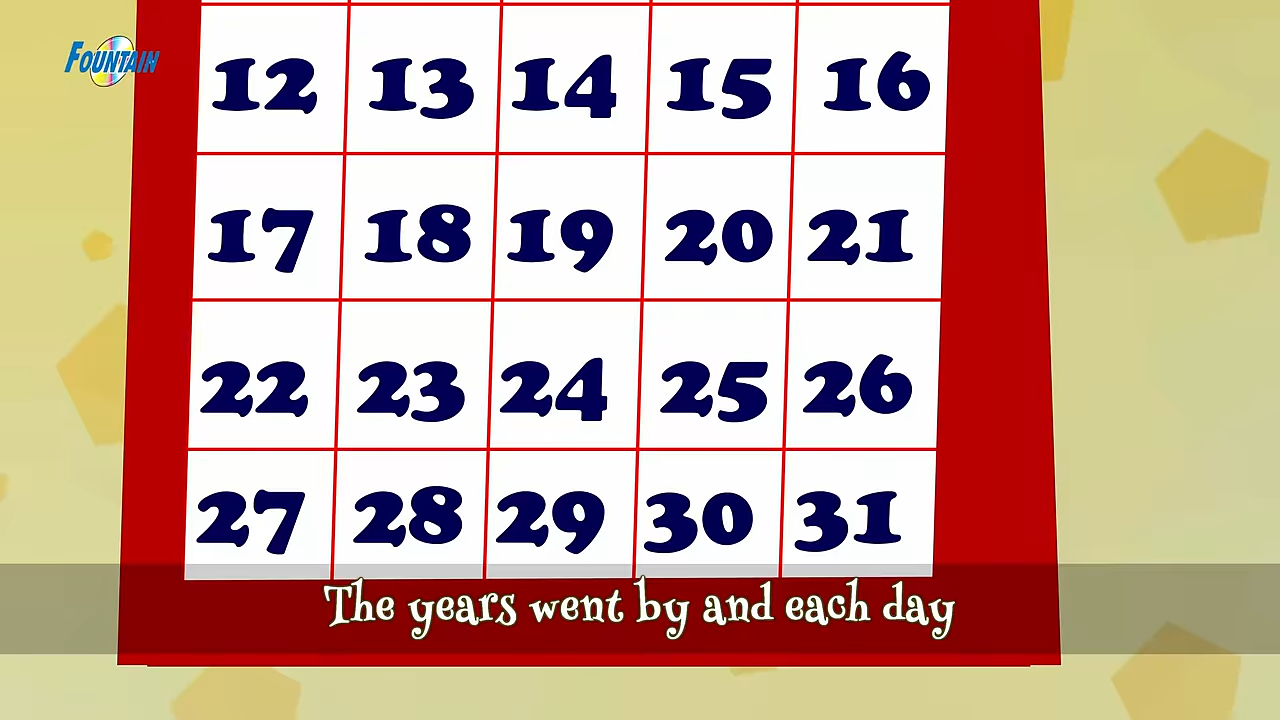 FOUNTAIN
12 13 14 15 16
17 18 19 20 21
22 23 24 25 26
27 28 29 30 31
The years went by and each day